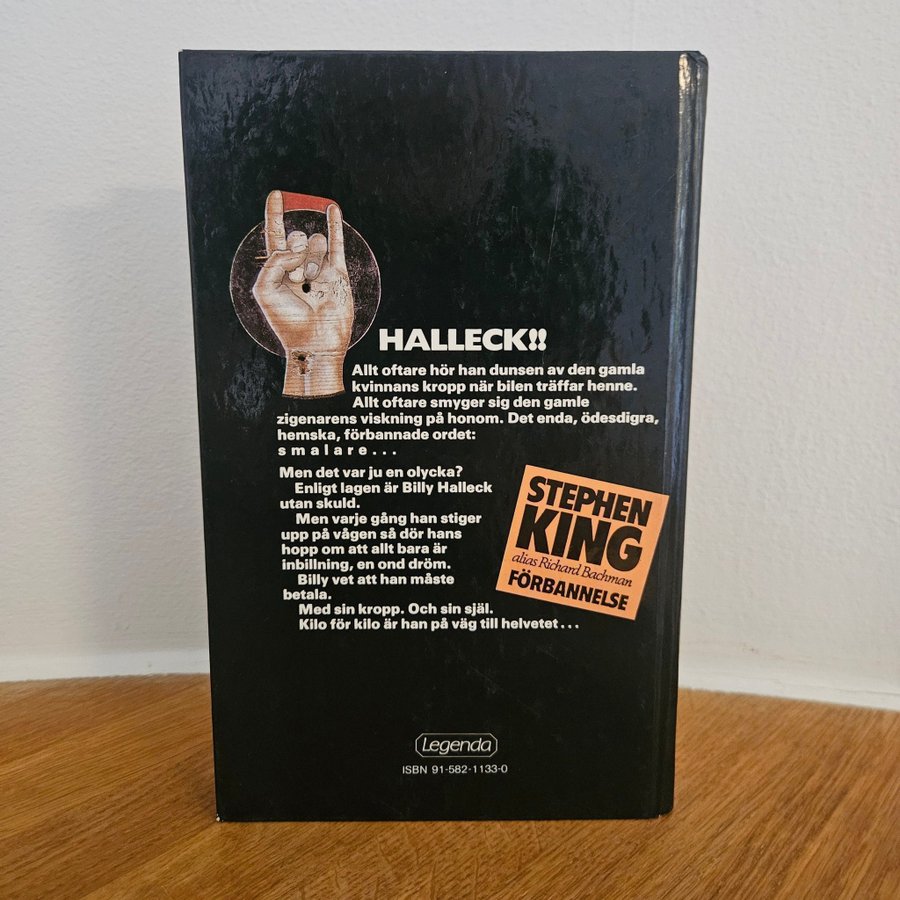 HALLECK!!
Allt oftare hör han dunsen av den gamla
kvinnans kropp när bilen träffar henne.
Allt oftare smyger sig den gamle
zigenarens viskning på honom. Det enda, ödesdigra,
hemska, förbannade ordet:
s m a l a r e . . .
Men det var ju en olycka?
Enligt lagen är Billy Halleck
utan skuld.
Men varje gång han stiger
upp på vågen så dör hans
hopp om att allt bara är
inbillning, en ond dröm.
Billy vet att han måste
betala.
Med sin kropp. Och sin själ.
Kilo för kilo är han på väg till helvetet...
STEPHEN
KING
alias Richard Bachman
FÖRBANNELSE
Legenda
ISBN 91-582-1133-0